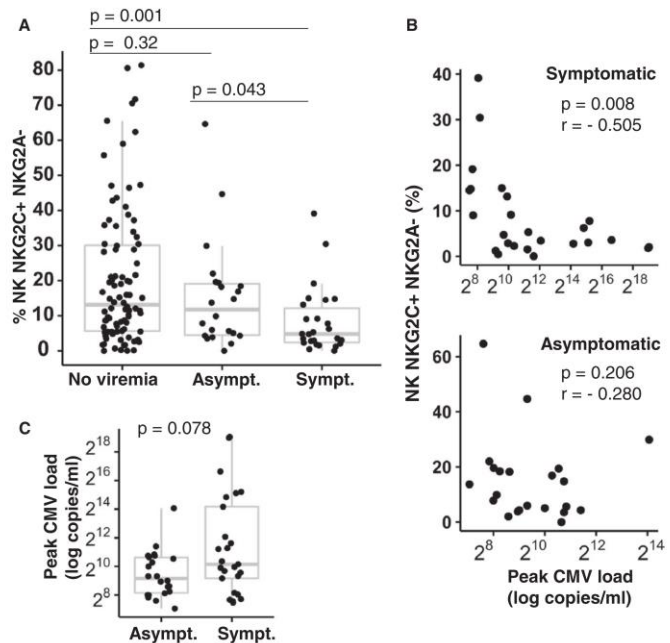 A
p = 0.001
p = 0.32
p = 0.043
% NK NKG2C+ NKG2A-
80
70
60
50
40
30
20
10
0
No viremia Asympt. Sympt.
B
Symptomatic
p = 0.008
r = - 0.505
NK NKG2C+ NKG2A- (%)
40
30
20
10
0
2^8 2^10 2^12 2^14 2^16 2^18
Asymptomatic
p = 0.206
r = - 0.280
60
40
20
0
2^8 2^10 2^12 2^14
Peak CMV load
(log copies/ml)
C
p = 0.078
Peak CMV load
(log copies/ml)
2^18
2^16
2^14
2^12
2^10
2^8
Asympt. Sympt.